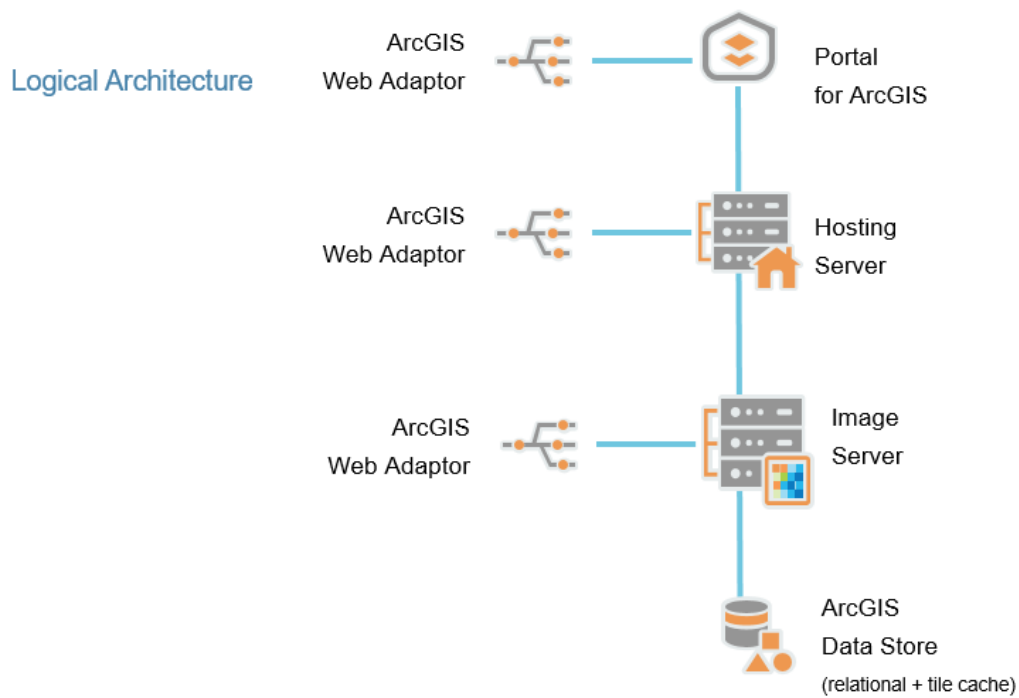 Logical Architecture
ArcGIS
Web Adaptor
Portal
for ArcGIS
ArcGIS
Web Adaptor
Hosting
Server
ArcGIS
Web Adaptor
Image
Server
ArcGIS
Data Store
(relational + tile cache)